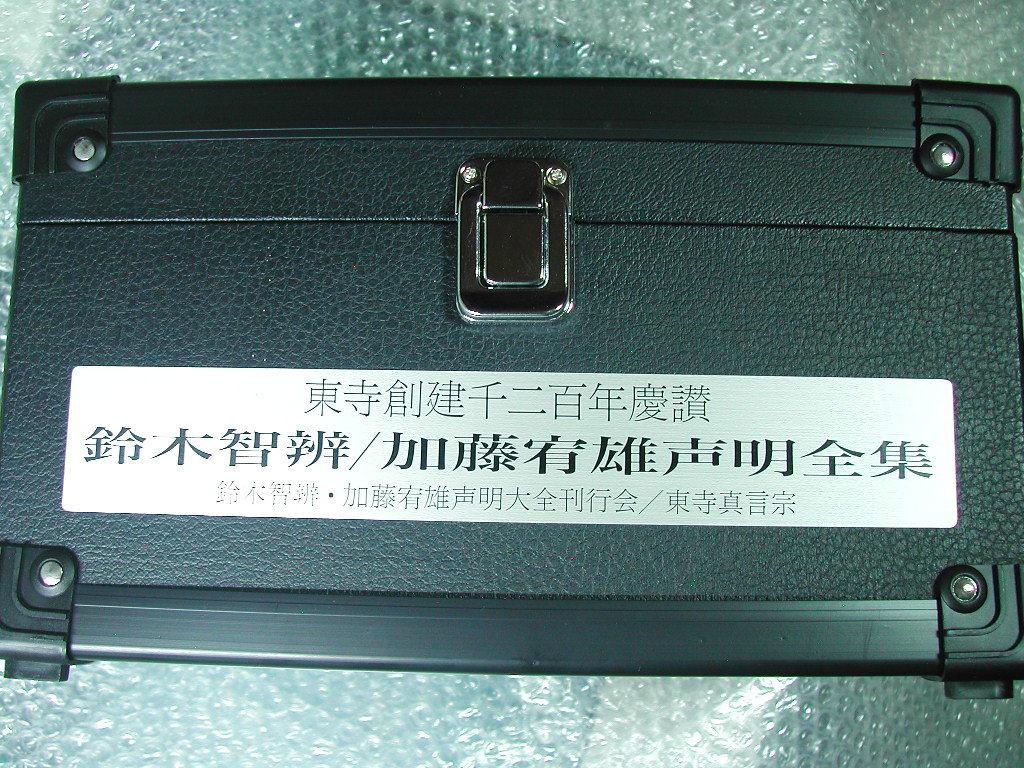 東寺創建千二百年慶讃
鈴木智辨/加藤宥雄声明全集
鈴木智辨・加藤宥雄声明大全刊行会／東寺真言宗